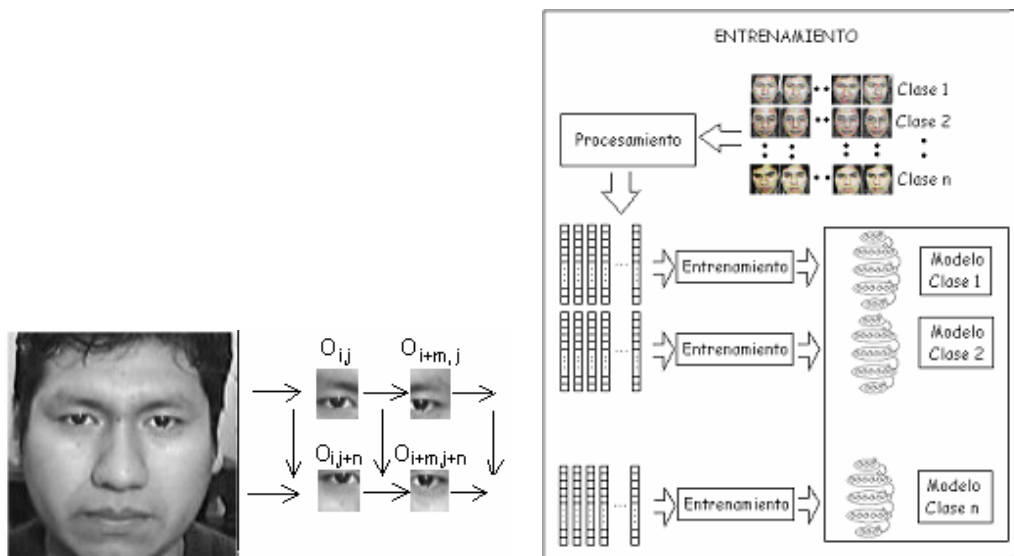 O i,j
O i+m, j
O i,j+n
O i+m,j+n
ENTRENAMIENTO
Clase 1
Clase 2
Clase n
Procesamiento
Entrenamiento
Modelo
Clase 1
Entrenamiento
Modelo
Clase 2
Entrenamiento
Modelo
Clase n